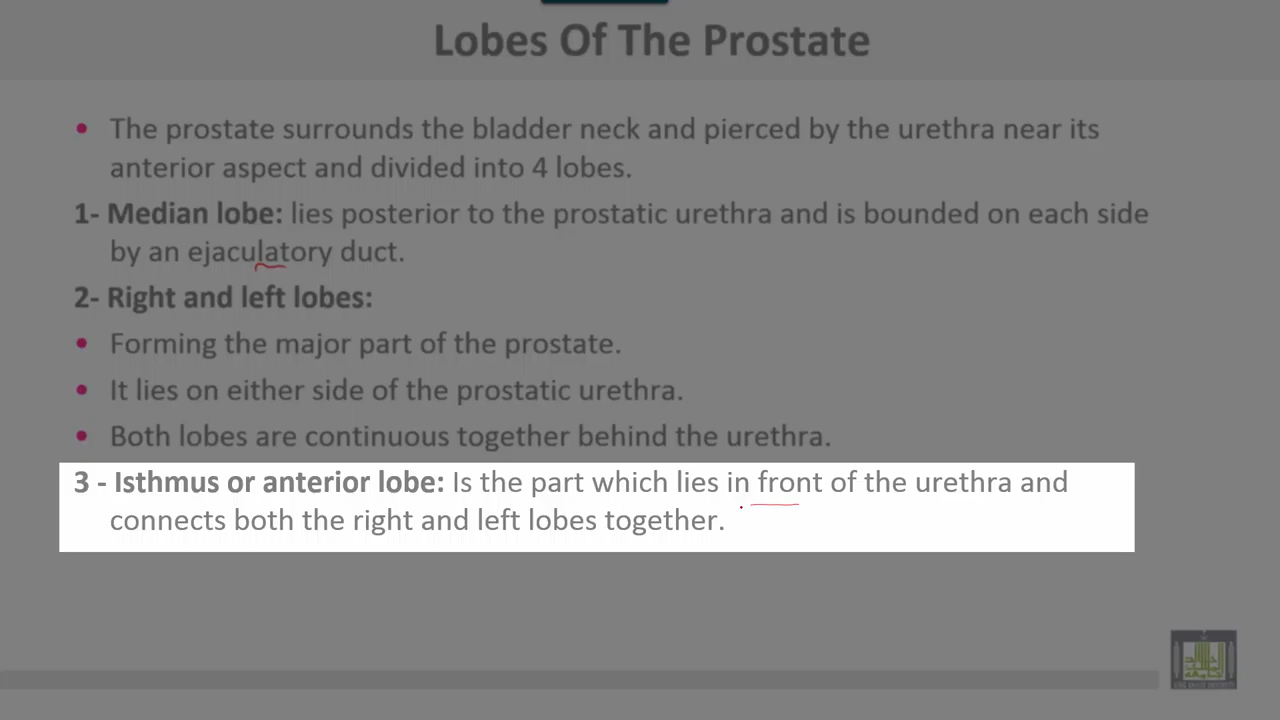 Lobes Of The Prostate
• The prostate surrounds the bladder neck and pierced by the urethra near its
anterior aspect and divided into 4 lobes.
1- Median lobe: lies posterior to the prostatic urethra and is bounded on each side
by an ejaculatory duct.
2- Right and left lobes:
• Forming the major part of the prostate.
• It lies on either side of the prostatic urethra.
• Both lobes are continuous together behind the urethra.
3 - Isthmus or anterior lobe: Is the part which lies in front of the urethra and
connects both the right and left lobes together.